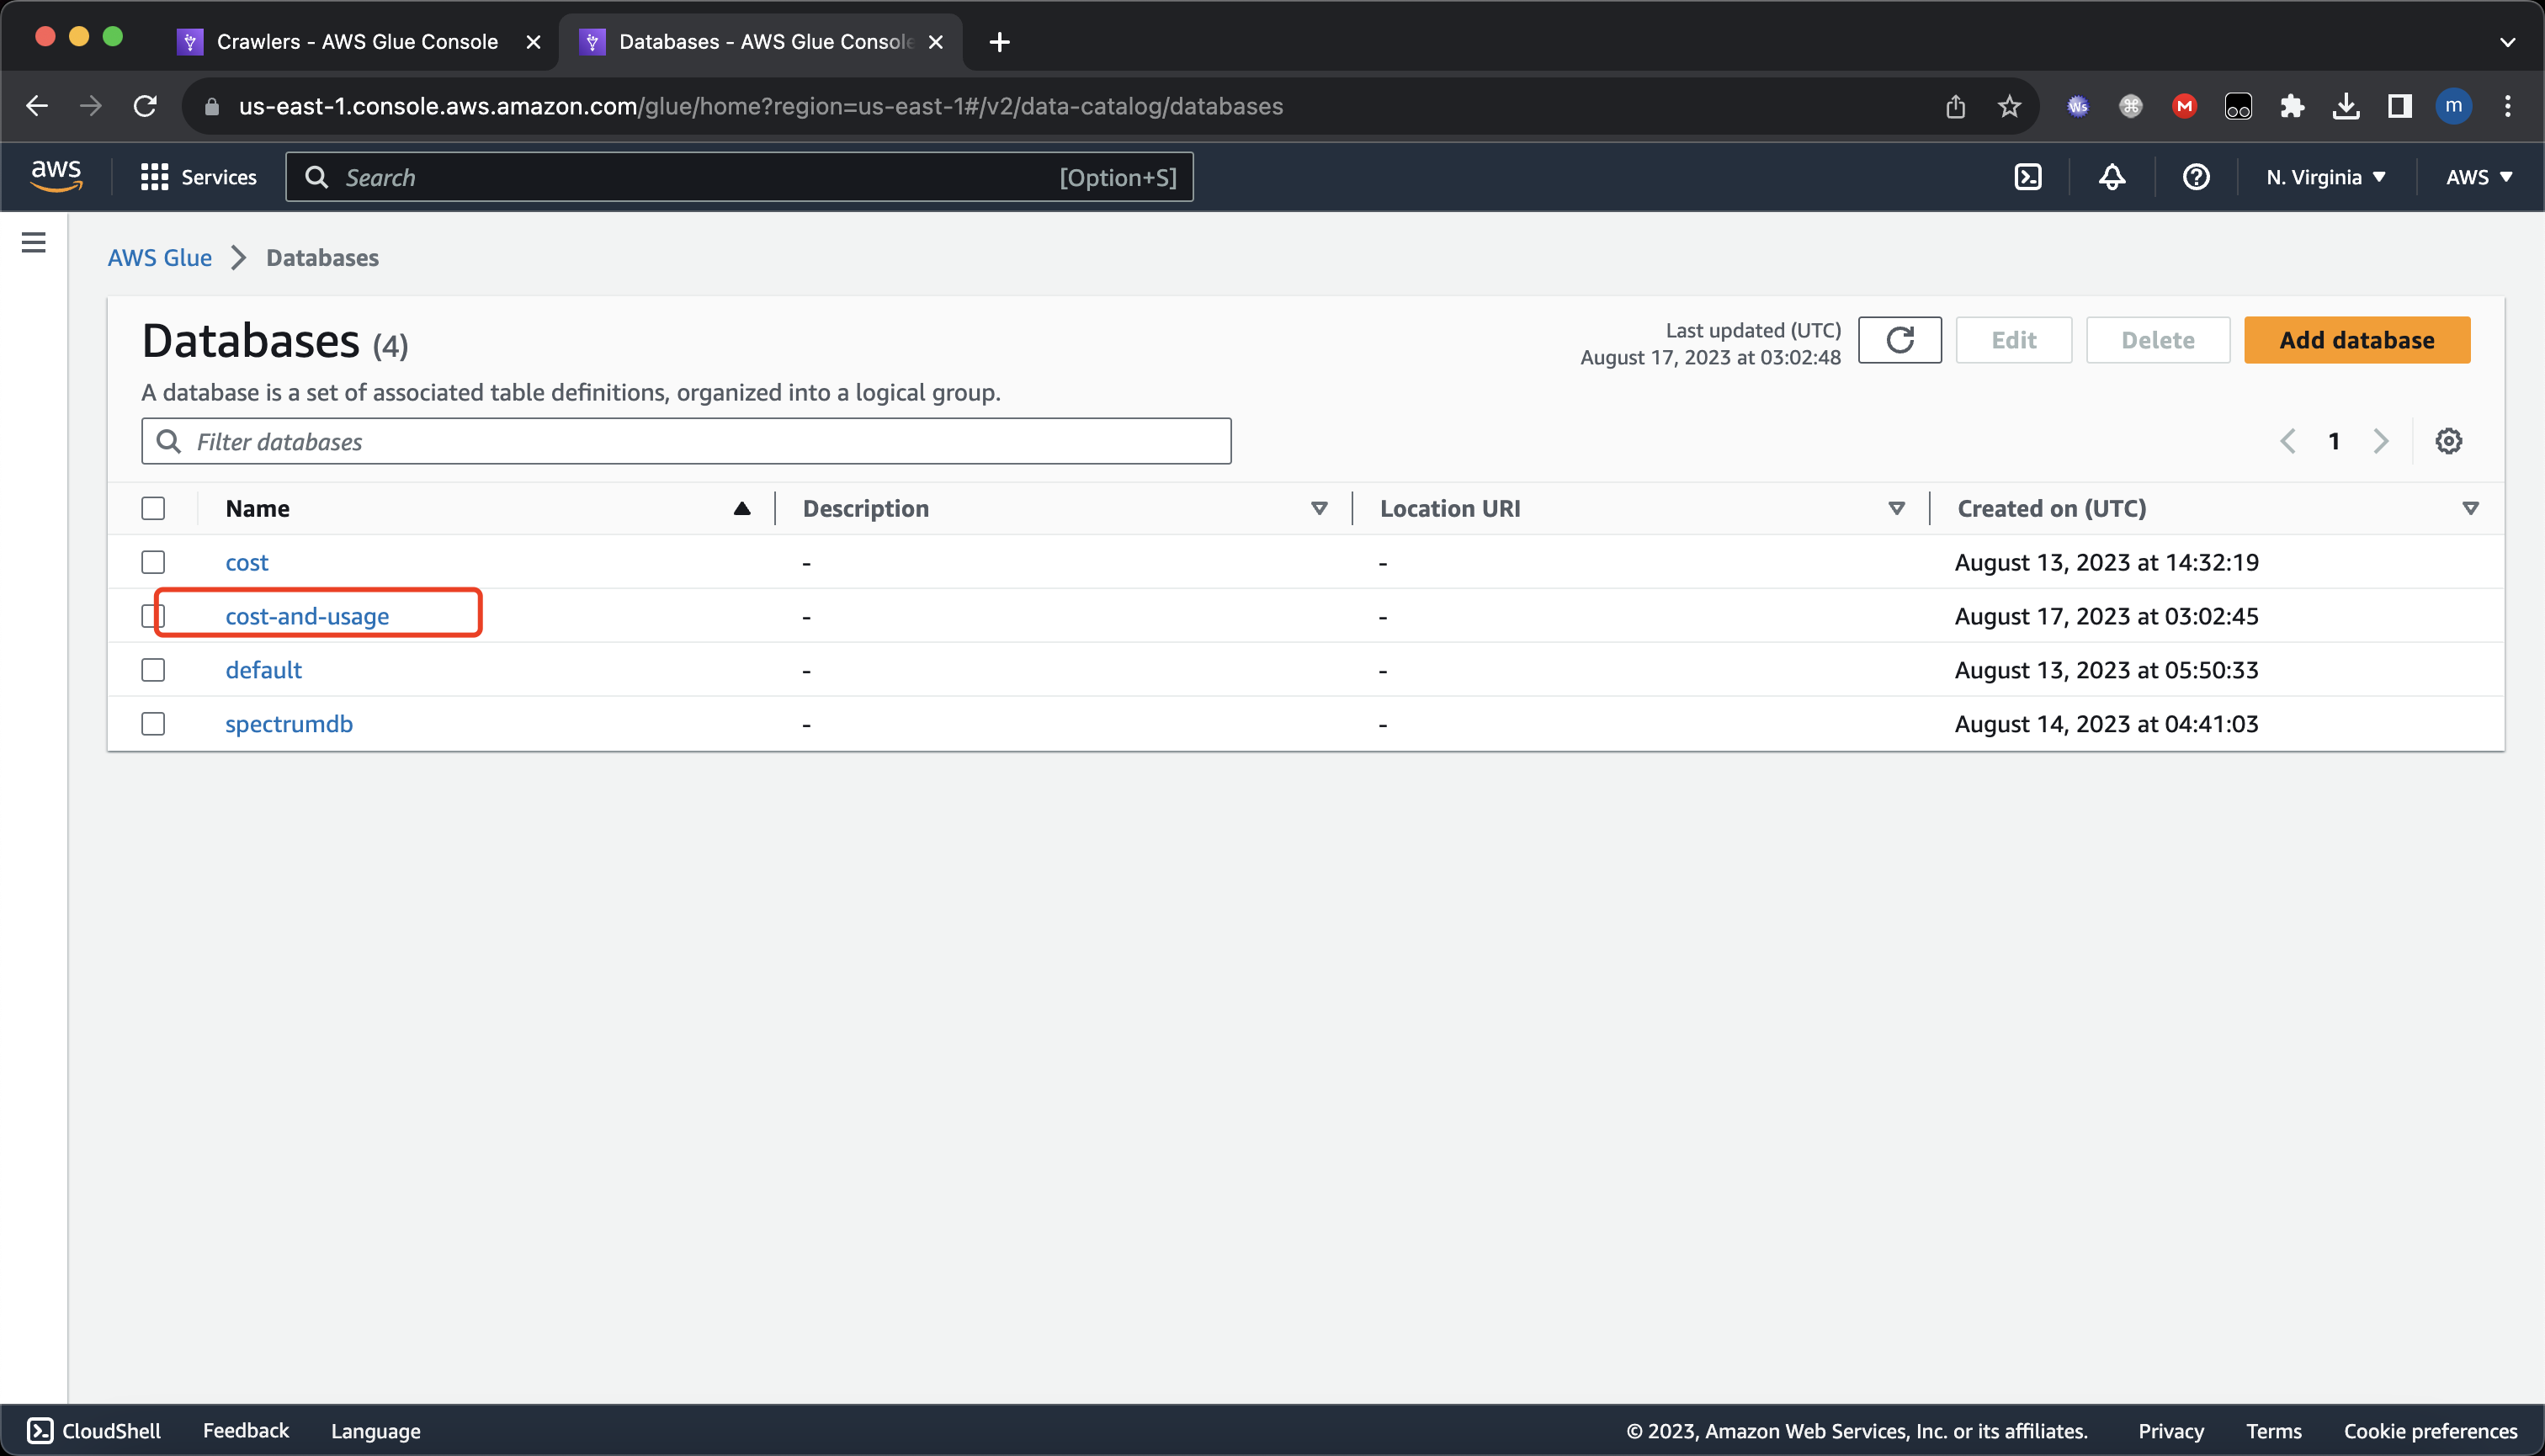 Crawlers - AWS Glue Console
Databases - AWS Glue Console
us-east-1.console.aws.amazon.com/glue/home?region=us-east-1#/v2/data-catalog/databases
Ws
M
m
aws
Services
Search
[Option+S]
N. Virginia
AWS
AWS Glue
Databases
Databases (4)
Last updated (UTC)
August 17, 2023 at 03:02:48
Edit
Delete
Add database
A database is a set of associated table definitions, organized into a logical group.
Filter databases
1
Name Description Location URI Created on (UTC)
cost - - August 13, 2023 at 14:32:19
cost-and-usage - - August 17, 2023 at 03:02:45
default - - August 13, 2023 at 05:50:33
spectrumdb - - August 14, 2023 at 04:41:03
CloudShell Feedback Language © 2023, Amazon Web Services, Inc. or its affiliates. Privacy Terms Cookie preferences